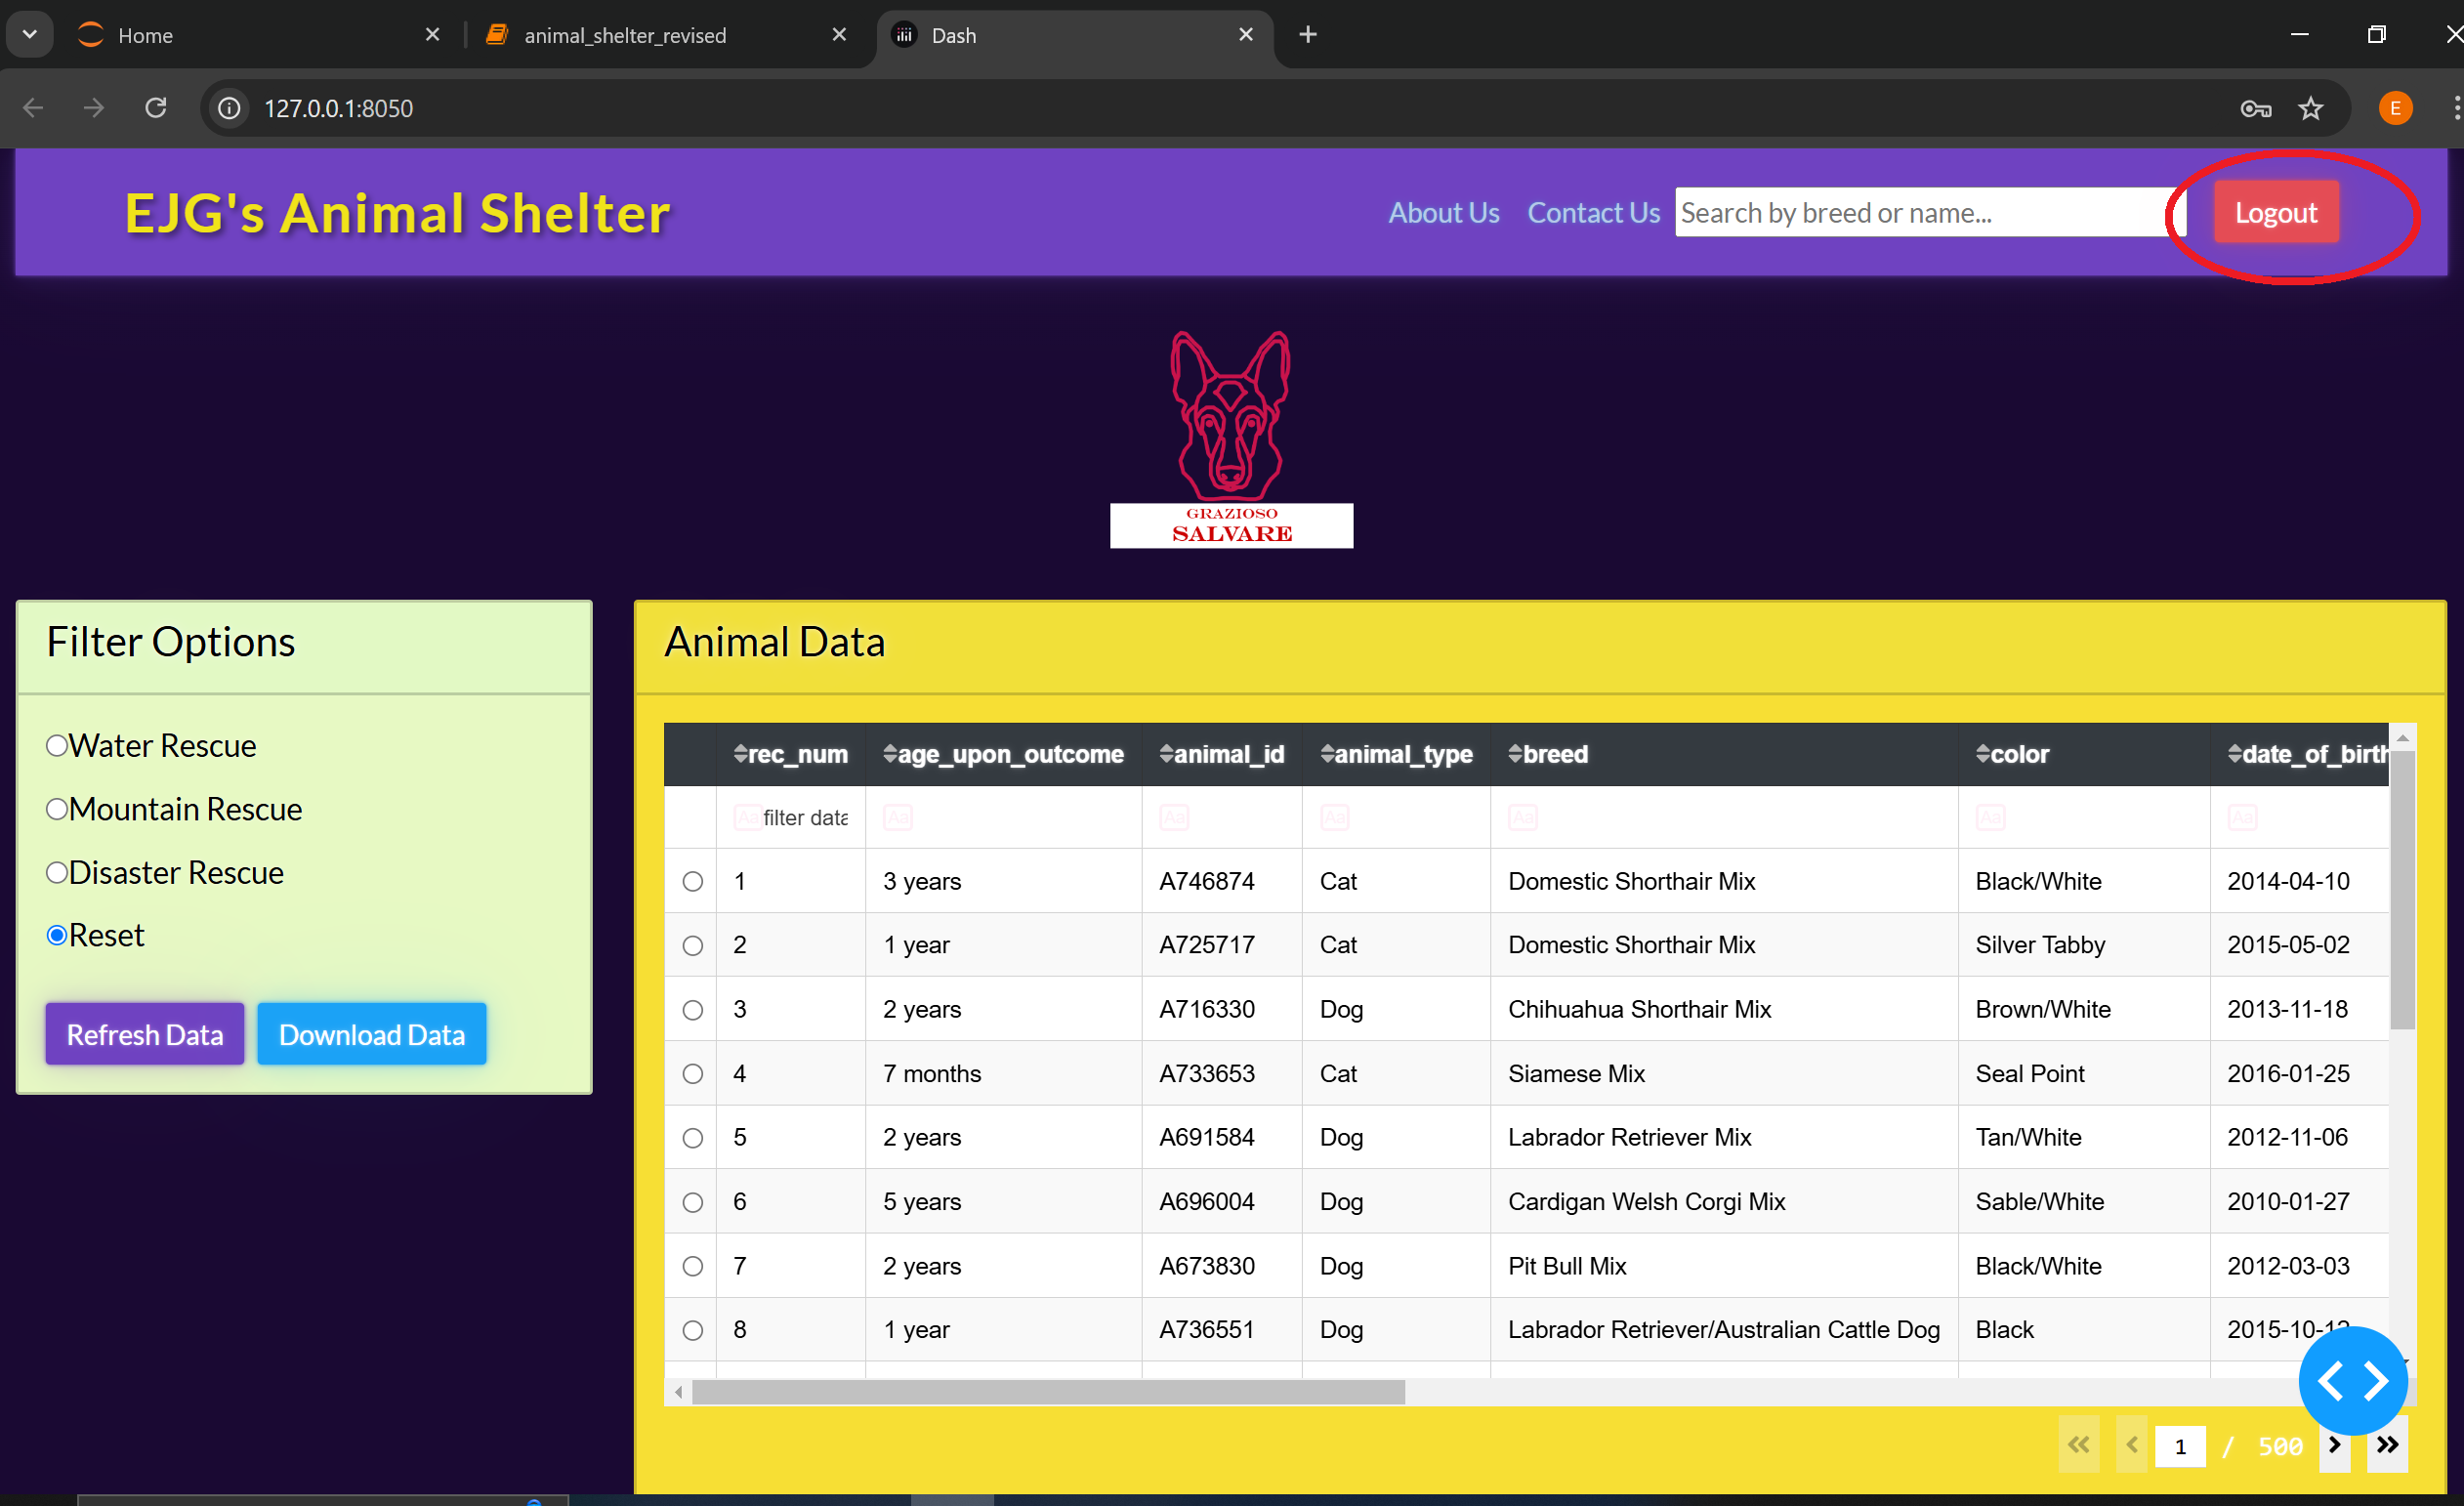 Home
animal_shelter_revised
Dash
127.0.0.1:8050
E
EJG's Animal Shelter
About Us
Contact Us
Search by breed or name...
Logout
GRAZIOSO
SALVARE
Filter Options
Water Rescue
Mountain Rescue
Disaster Rescue
Reset
Refresh Data
Download Data
Animal Data
rec_num age_upon_outcome animal_id animal_type breed color date_of_birth
Aa filter data Aa Aa Aa Aa Aa Aa
1 3 years A746874 Cat Domestic Shorthair Mix Black/White 2014-04-10
2 1 year A725717 Cat Domestic Shorthair Mix Silver Tabby 2015-05-02
3 2 years A716330 Dog Chihuahua Shorthair Mix Brown/White 2013-11-18
4 7 months A733653 Cat Siamese Mix Seal Point 2016-01-25
5 2 years A691584 Dog Labrador Retriever Mix Tan/White 2012-11-06
6 5 years A696004 Dog Cardigan Welsh Corgi Mix Sable/White 2010-01-27
7 2 years A673830 Dog Pit Bull Mix Black/White 2012-03-03
8 1 year A736551 Dog Labrador Retriever/Australian Cattle Dog Black 2015-10-12
1 / 500